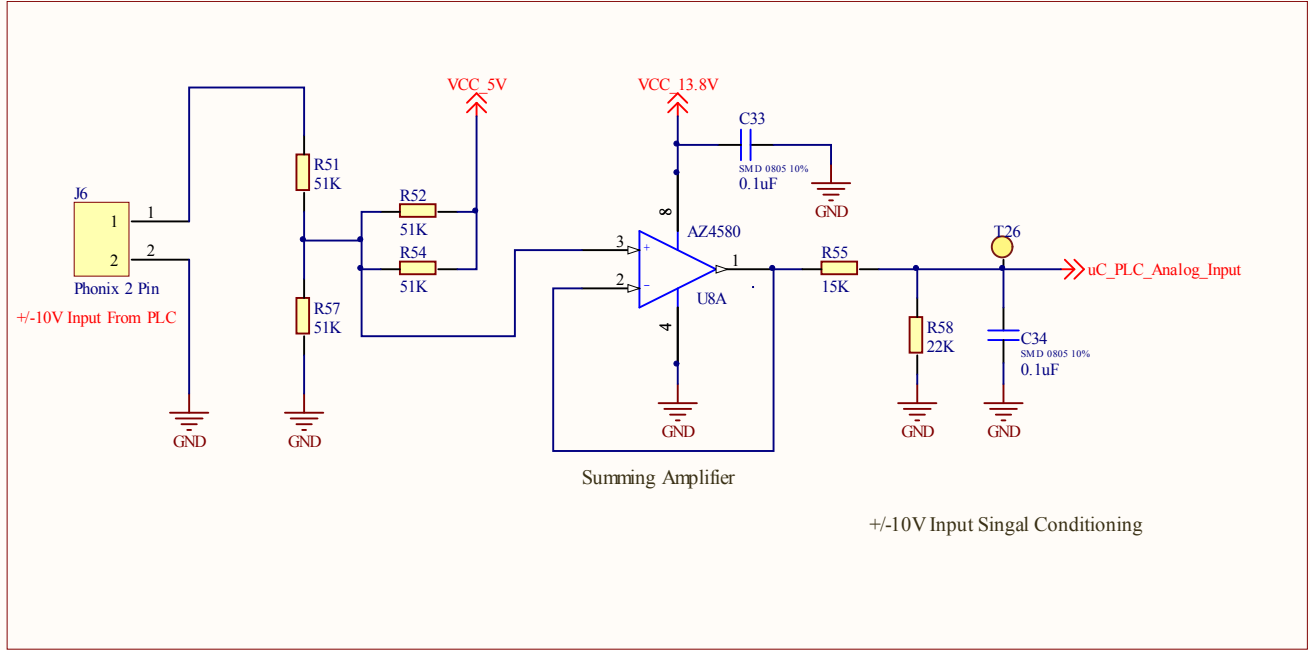 VCC_5V
VCC_13.8V
C33
SMD 0805 10%
0.1uF
GND
R51
51K
J6
1
1
2
2
Phonix 2 Pin
+/-10V Input From PLC
R52
51K
R54
51K
R57
51K
GND
GND
8
AZ4580
3
+
2
-
1
U8A
4
GND
R55
15K
T26
uC_PLC_Analog_Input
R58
22K
C34
SMD 0805 10%
0.1uF
GND
GND
Summing Amplifier
+/-10V Input Singal Conditioning